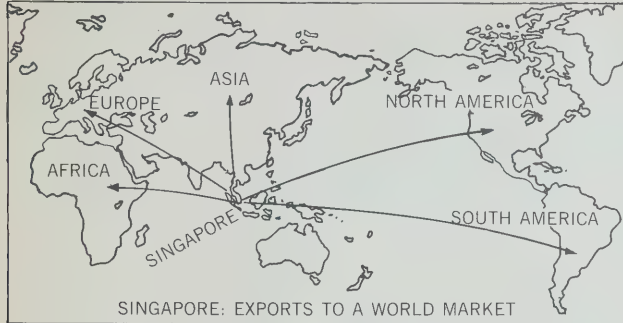 ASIA
EUROPE
NORTH AMERICA
AFRICA
SOUTH AMERICA
SINGAPORE
SINGAPORE: EXPORTS TO A WORLD MARKET